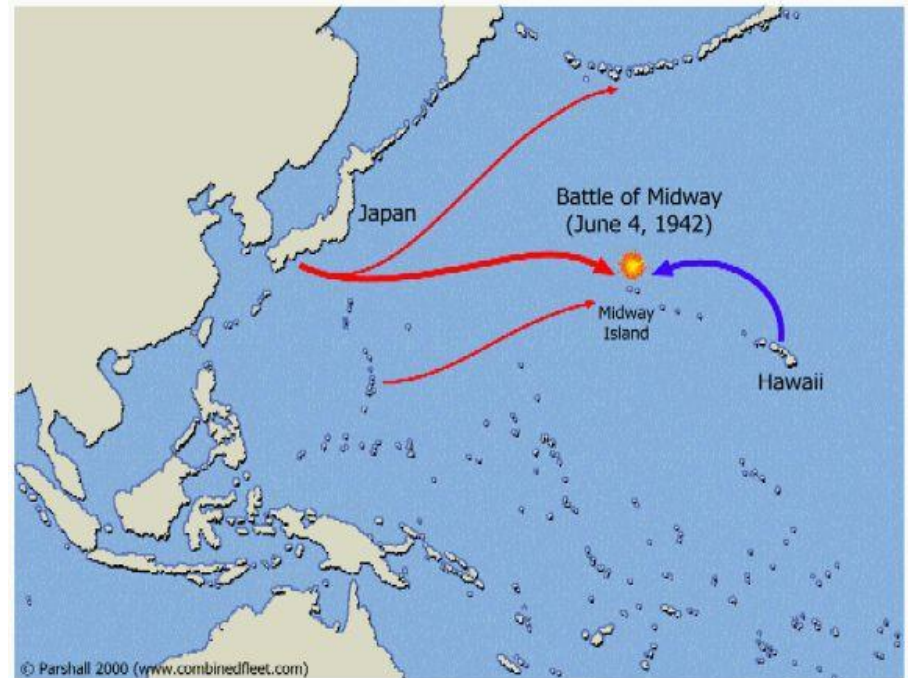 Japan
Battle of Midway
(June 4, 1942)
Midway
Island
Hawaii
© Parshall 2000 (www.combinedfleet.com)